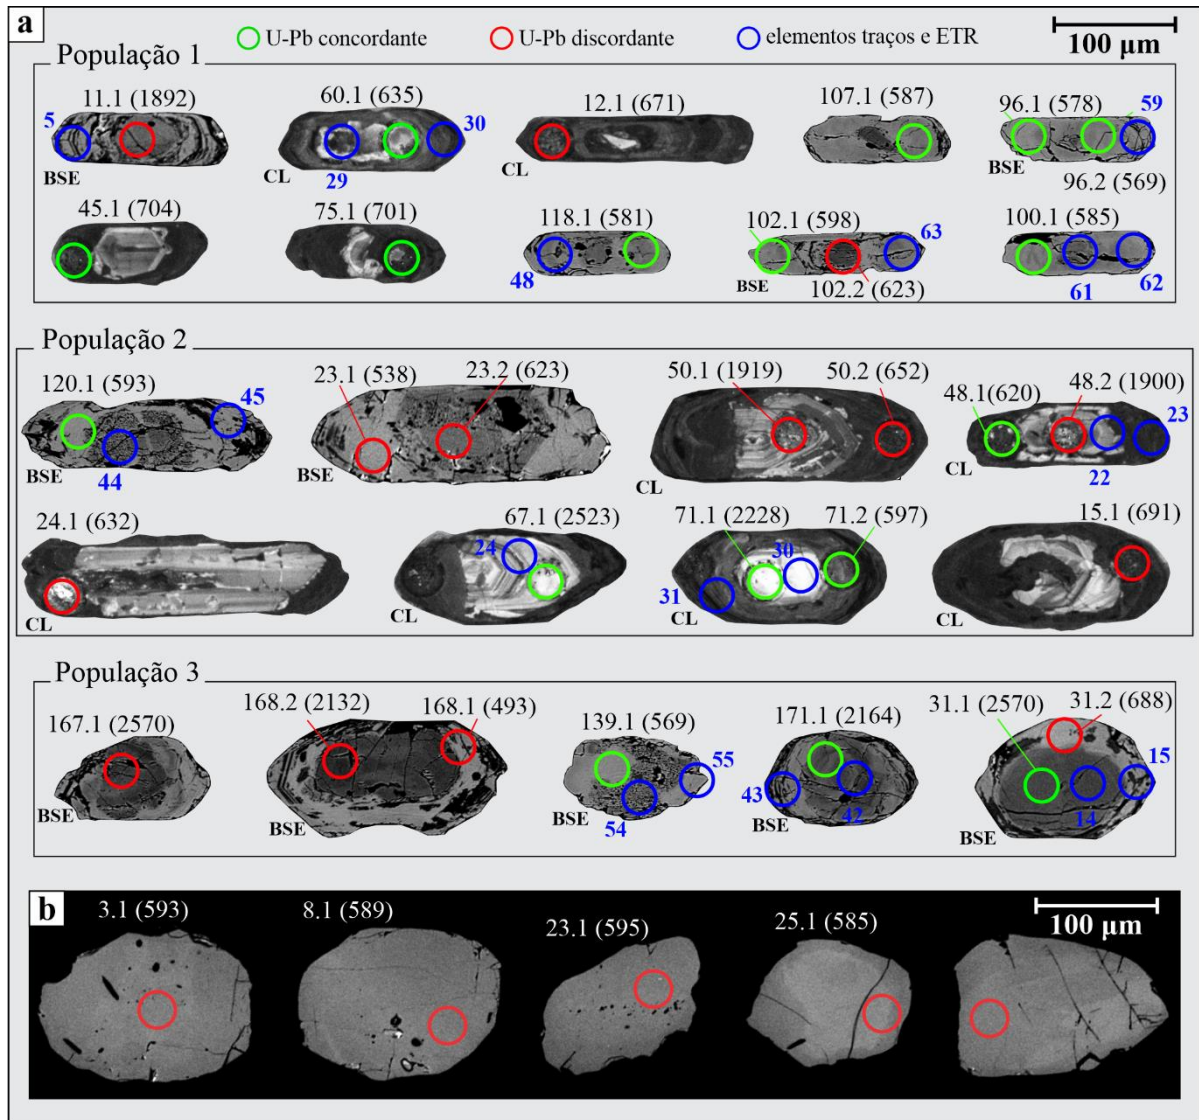 a
U-Pb concordante
U-Pb discordante
elementos traços e ETR
100 µm
População 1
11.1 (1892)
60.1 (635)
12.1 (671)
107.1 (587)
96.1 (578)
59
5
30
BSE
CL
29
BSE
96.2 (569)
45.1 (704)
75.1 (701)
118.1 (581)
102.1 (598)
63
100.1 (585)
48
BSE
102.2 (623)
BSE
61
62
População 2
120.1 (593)
45
23.1 (538)
23.2 (623)
50.1 (1919)
50.2 (652)
48.1(620)
48.2 (1900)
23
BSE
44
BSE
CL
CL
22
24.1 (632)
67.1 (2523)
24
71.1 (2228)
30
71.2 (597)
15.1 (691)
31
CL
CL
CL
População 3
167.1 (2570)
168.2 (2132)
168.1 (493)
139.1 (569)
55
171.1 (2164)
31.1 (2570)
31.2 (688)
15
BSE
BSE
BSE
54
43
BSE
42
14
BSE
b
3.1 (593)
8.1 (589)
23.1 (595)
25.1 (585)
100 µm